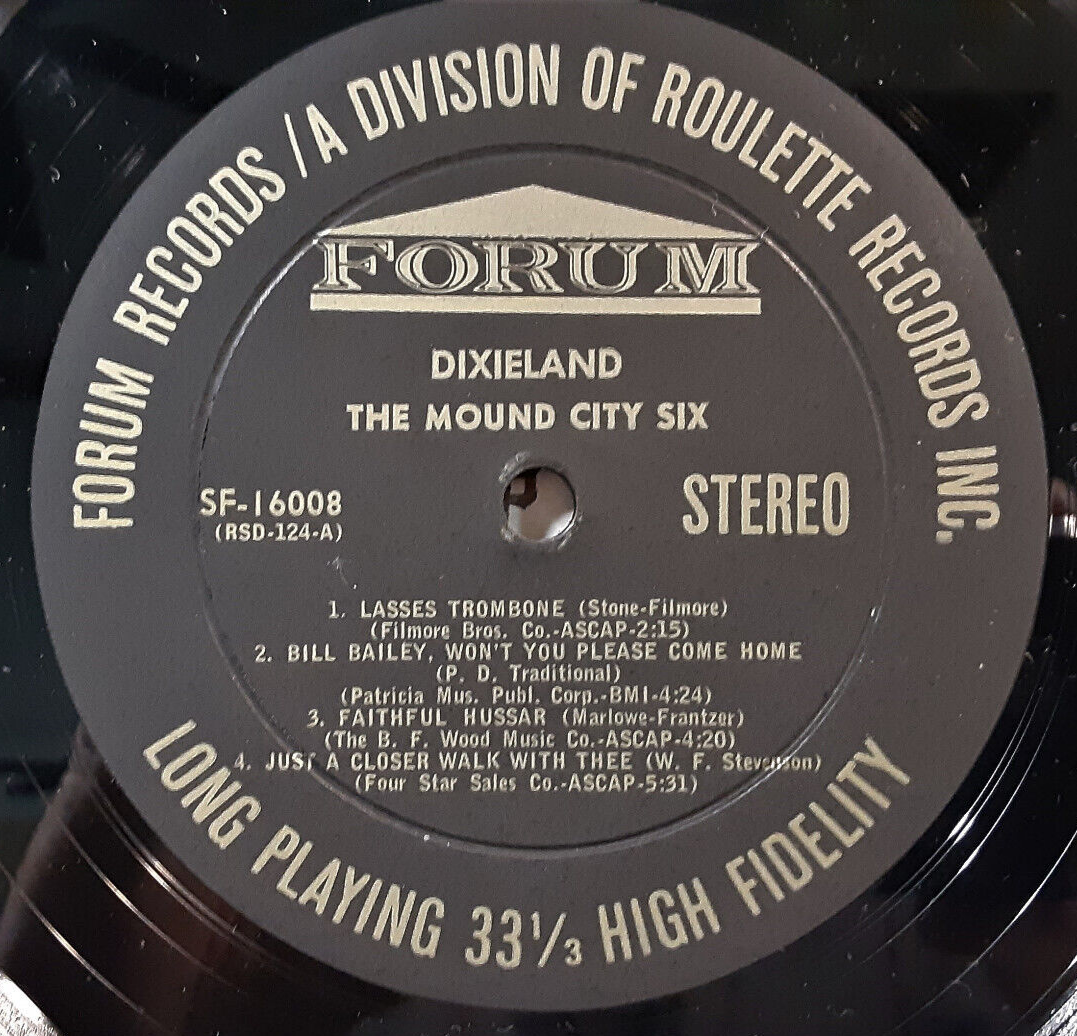 FORUM RECORDS / A DIVISION OF ROULETTE RECORDS INC.
FORUM
DIXIELAND
THE MOUND CITY SIX
SF-16008
(RSD-124-A)
STEREO
1. LASSES TROMBONE (Stone-Filmore)
(Filmore Bros. Co.-ASCAP-2:15)
2. BILL BAILEY, WON'T YOU PLEASE COME HOME
(P. D. Traditional)
(Patricia Mus. Publ. Corp.-BMI-4:24)
3. FAITHFUL HUSSAR (Marlowe-Frantzer)
(The B. F. Wood Music Co.-ASCAP-4:20)
4. JUST A CLOSER WALK WITH THEE (W. F. Stevenson)
(Four Star Sales Co.-ASCAP-5:31)
LONG PLAYING 33⅓ HIGH FIDELITY